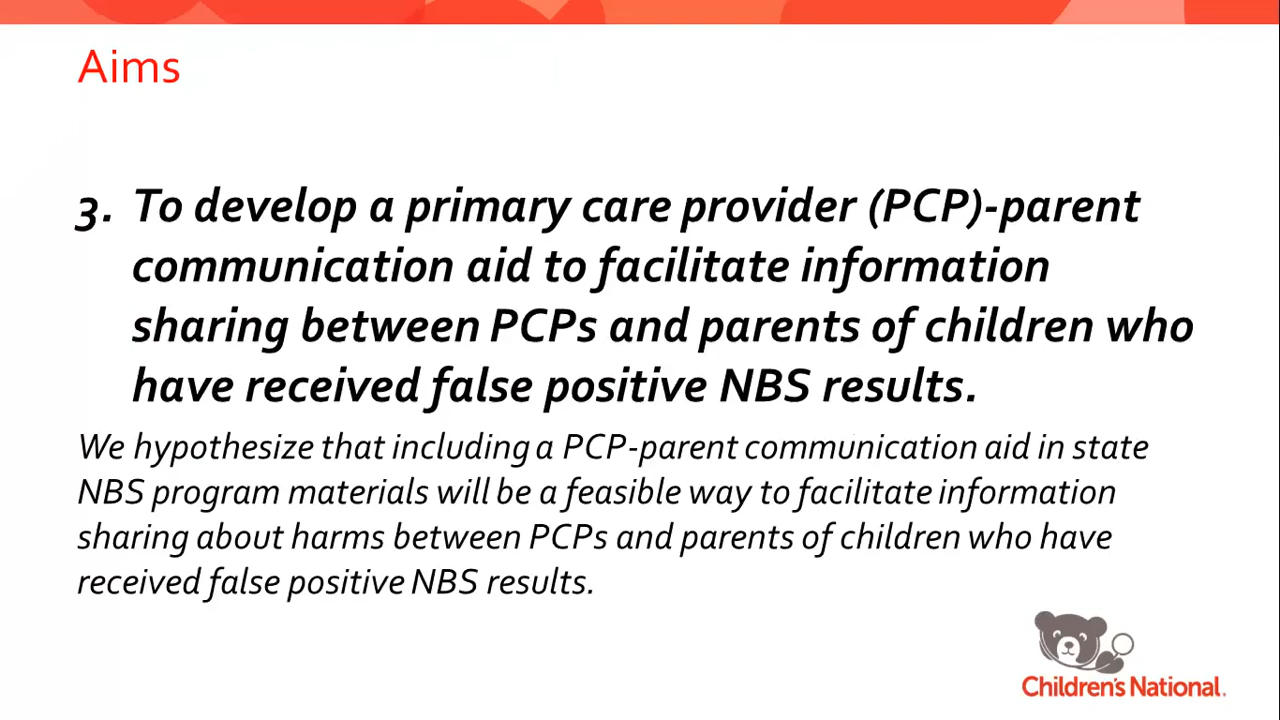 Aims
3. To develop a primary care provider (PCP)-parent
communication aid to facilitate information
sharing between PCPs and parents of children who
have received false positive NBS results.
We hypothesize that including a PCP-parent communication aid in state
NBS program materials will be a feasible way to facilitate information
sharing about harms between PCPs and parents of children who have
received false positive NBS results.
Children's National.